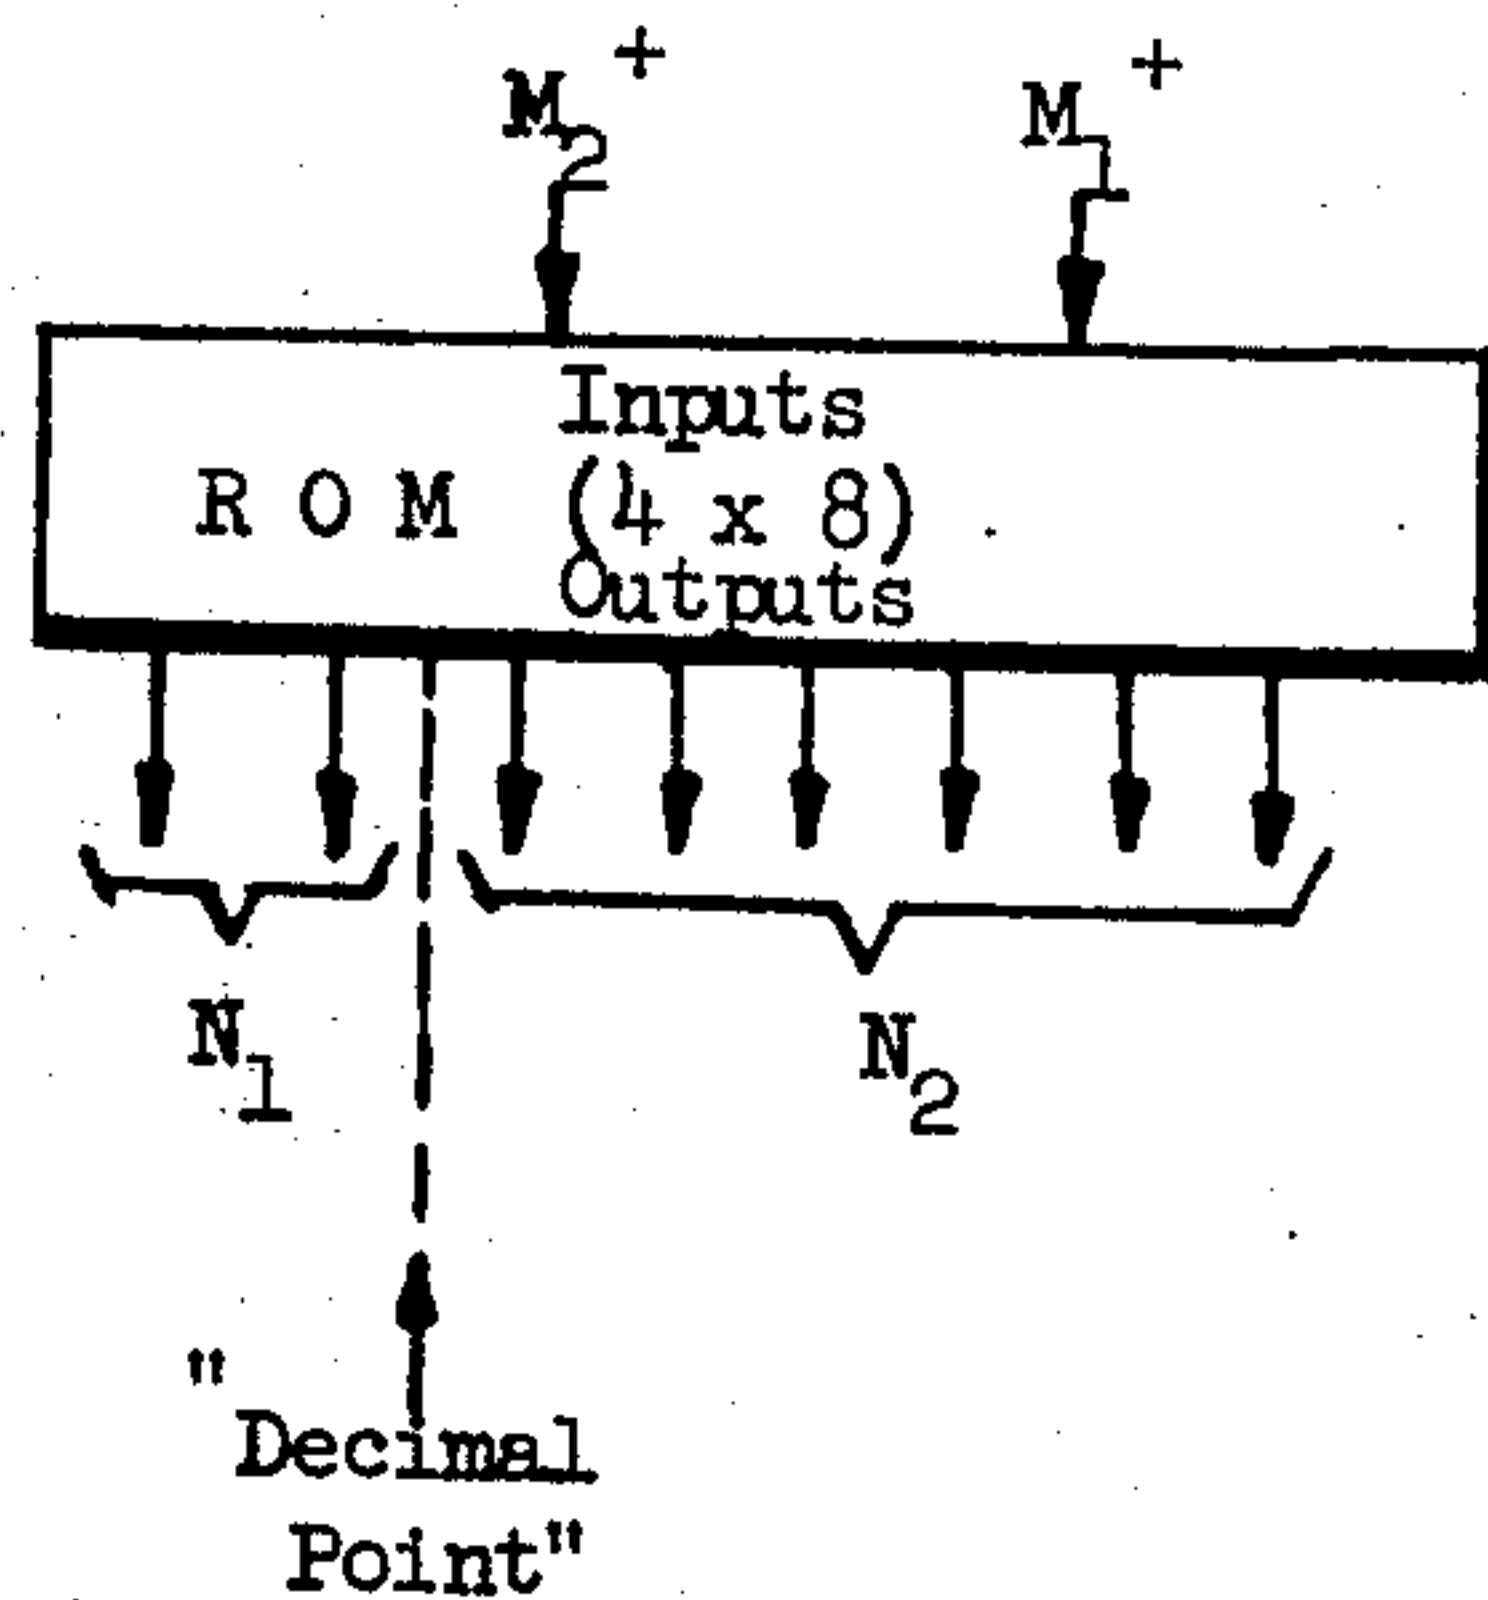 M₂⁺ M₁⁺
Inputs
R O M (4 x 8)
Outputs
N₁ N₂
"Decimal
Point"